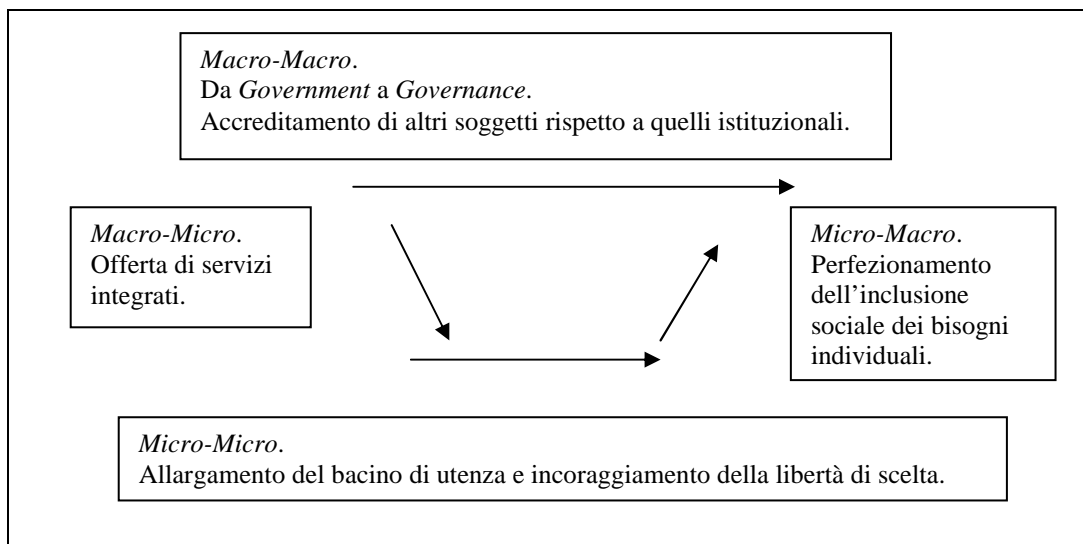 Macro-Macro.
Da Government a Governance.
Accreditamento di altri soggetti rispetto a quelli istituzionali.
Macro-Micro.
Offerta di servizi
integrati.
Micro-Macro.
Perfezionamento
dell’inclusione
sociale dei bisogni
individuali.
Micro-Micro.
Allargamento del bacino di utenza e incoraggiamento della libertà di scelta.